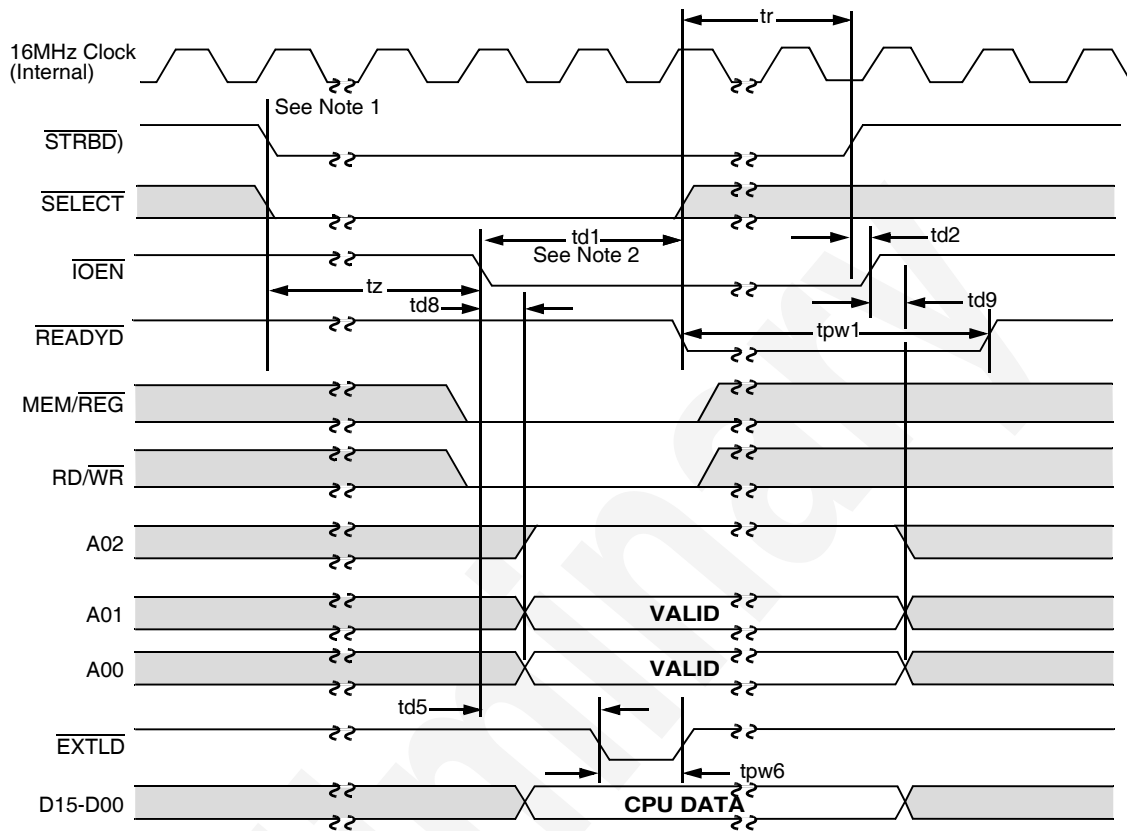 tr
16MHz Clock
(Internal)
See Note 1
STRBD)
SELECT
td1
See Note 2
td2
IOEN
tz
td8
td9
READYD
tpw1
MEM/REG
RD/WR
A02
A01
VALID
A00
VALID
td5
EXTLD
tpw6
D15-D00
CPU DATA